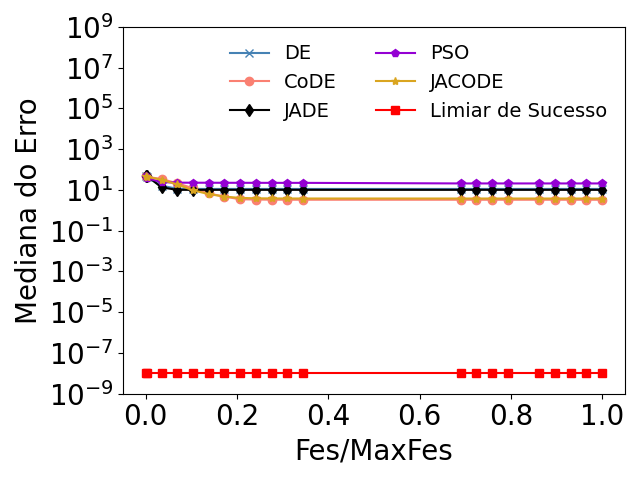 10^9
10^7
10^5
10^3
10^1
10^-1
10^-3
10^-5
10^-7
10^-9
Mediana do Erro
DE
CoDE
JADE
PSO
JACODE
Limiar de Sucesso
0.0 0.2 0.4 0.6 0.8 1.0
Fes/MaxFes